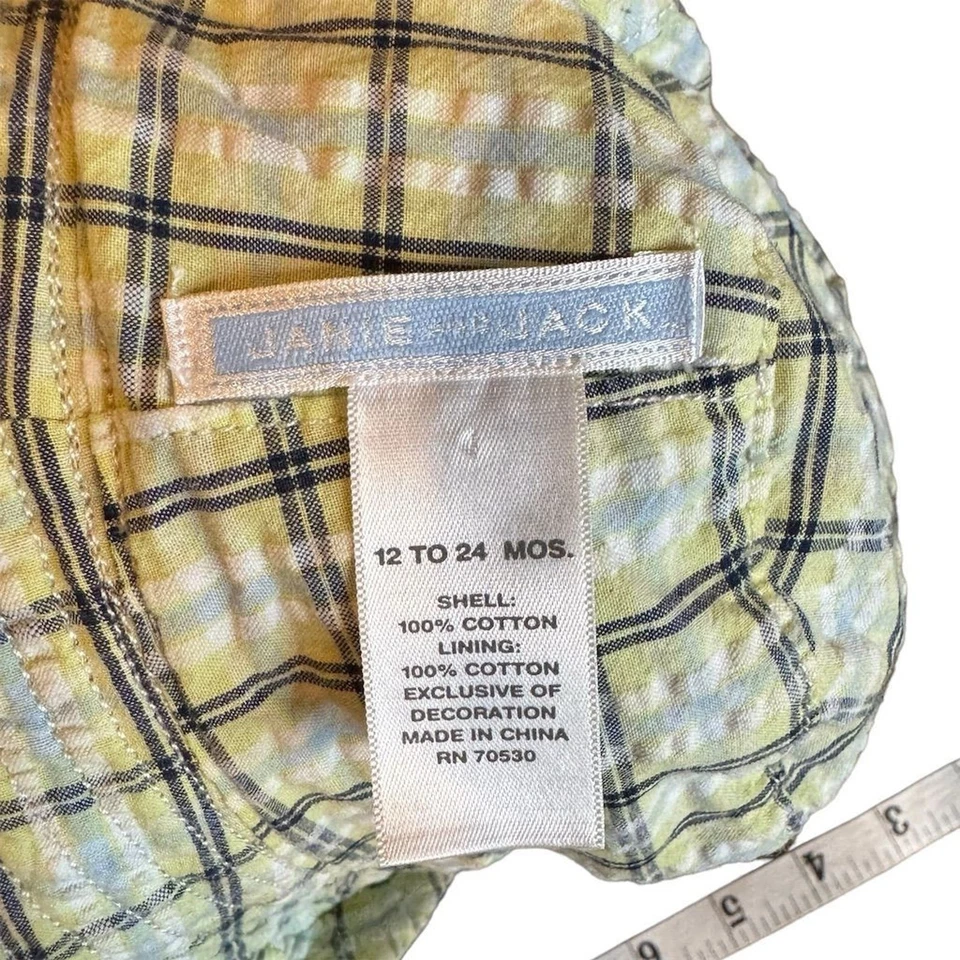 JANIE AND JACK
12 TO 24 MOS.
SHELL:
100% COTTON
LINING:
100% COTTON
EXCLUSIVE OF
DECORATION
MADE IN CHINA
RN 70530
3
4
5
6